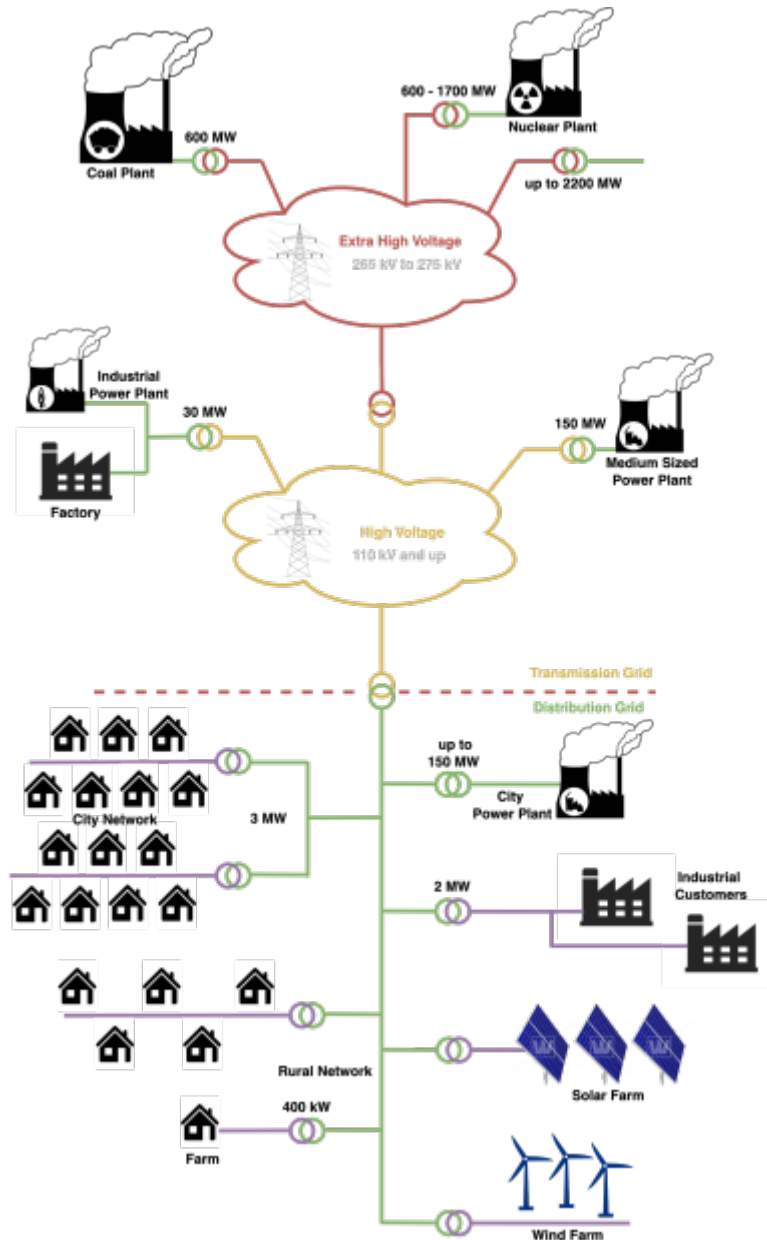 600 - 1700 MW
Nuclear Plant
600 MW
Coal Plant
up to 2200 MW
Extra High Voltage
265 kV to 275 kV
Industrial
Power Plant
30 MW
Factory
150 MW
Medium Sized
Power Plant
High Voltage
110 kV and up
Transmission Grid
Distribution Grid
up to
150 MW
City
Power Plant
City Network
3 MW
2 MW
Industrial
Customers
Rural Network
400 kW
Farm
Solar Farm
Wind Farm